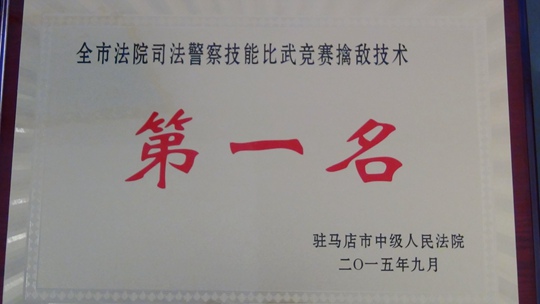 全市法院司法警察技能比武竞赛擒敌技术
第一名
驻马店市中级人民法院
二〇一五年九月